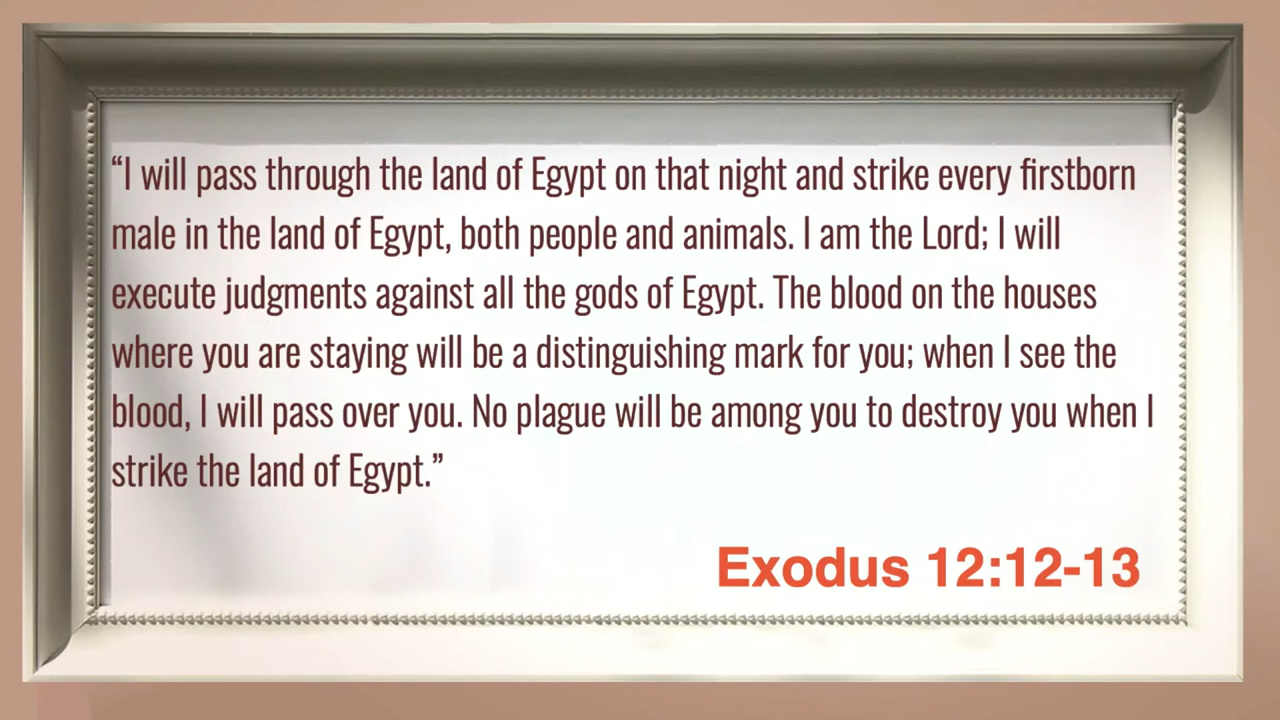 “I will pass through the land of Egypt on that night and strike every firstborn
male in the land of Egypt, both people and animals. I am the Lord; I will
execute judgments against all the gods of Egypt. The blood on the houses
where you are staying will be a distinguishing mark for you; when I see the
blood, I will pass over you. No plague will be among you to destroy you when I
strike the land of Egypt.”
Exodus 12:12-13